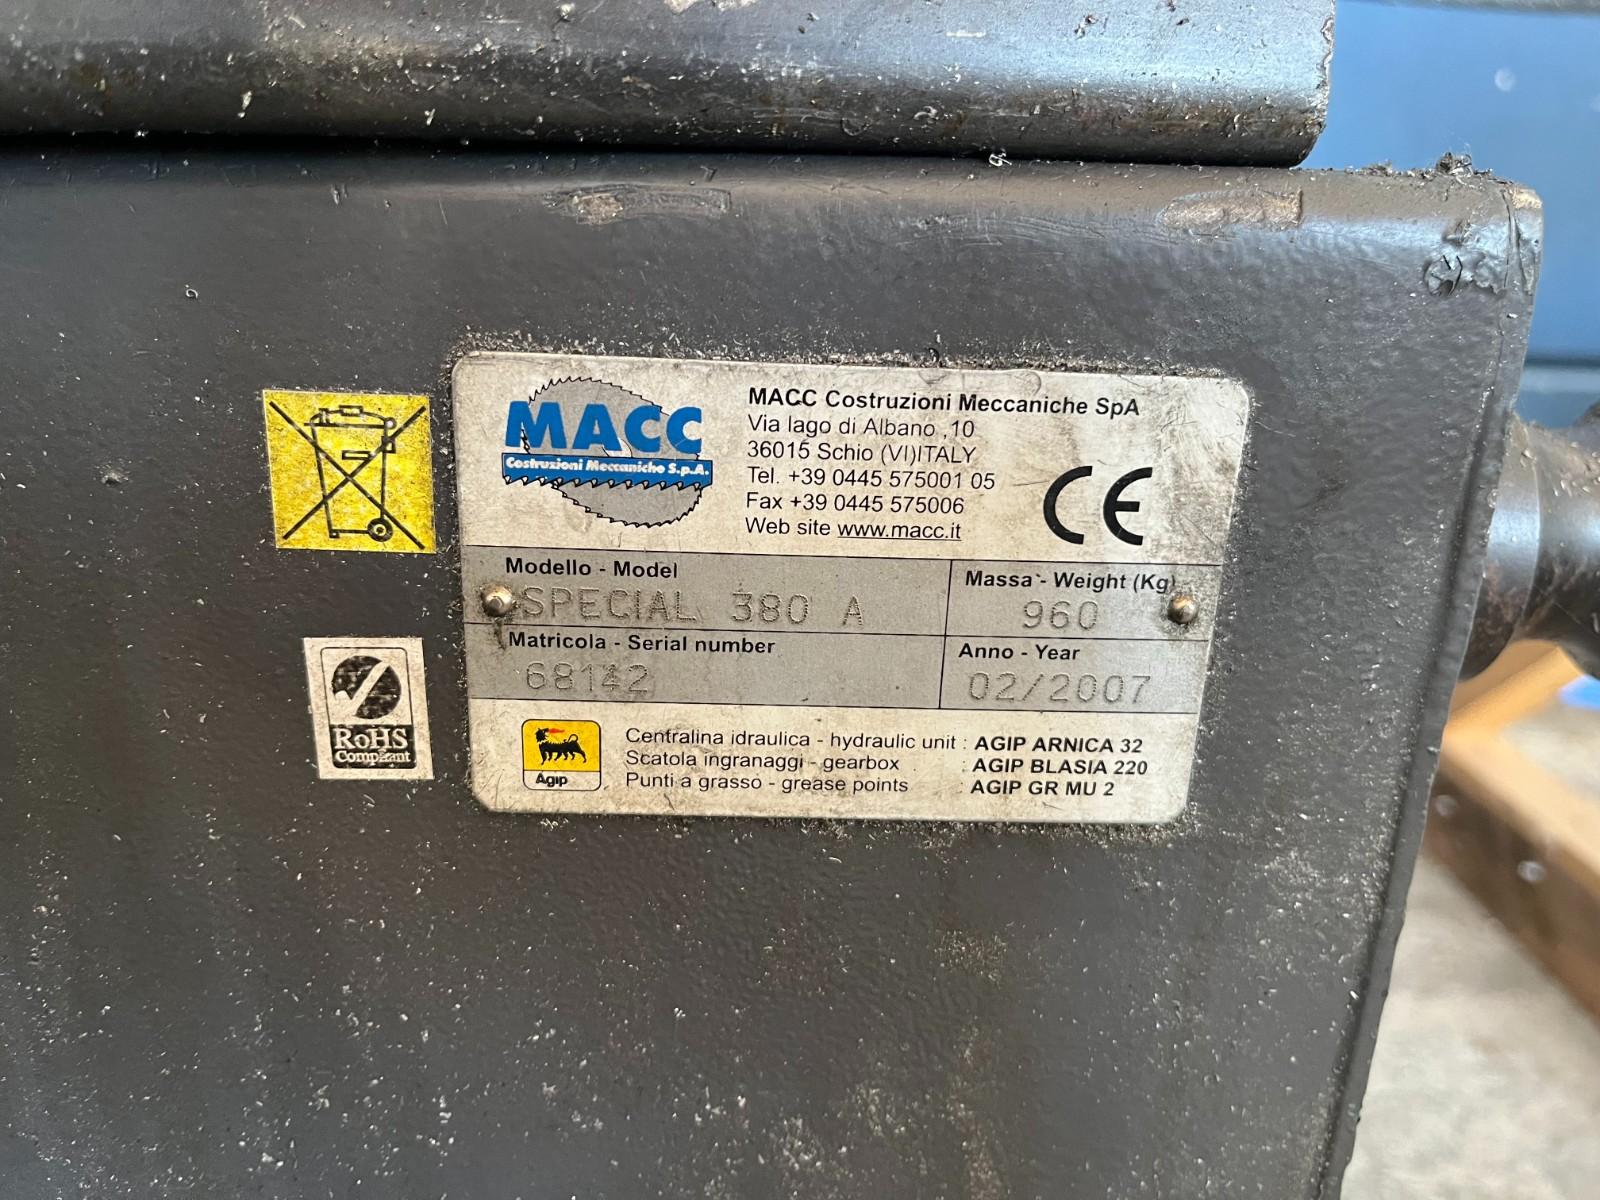 MACC
Costruzioni Meccaniche S.p.A.
MACC Costruzioni Meccaniche SpA
Via lago di Albano ,10
36015 Schio (VI)ITALY
Tel. +39 0445 575001 05
Fax +39 0445 575006
Web site www.macc.it
CE
Modello - Model
SPECIAL 380 A
Massa - Weight (Kg)
960
Matricola - Serial number
68142
Anno - Year
02/2007
Agip
Centralina idraulica - hydraulic unit : AGIP ARNICA 32
Scatola ingranaggi - gearbox : AGIP BLASIA 220
Punti a grasso - grease points : AGIP GR MU 2
RoHS
Compliant